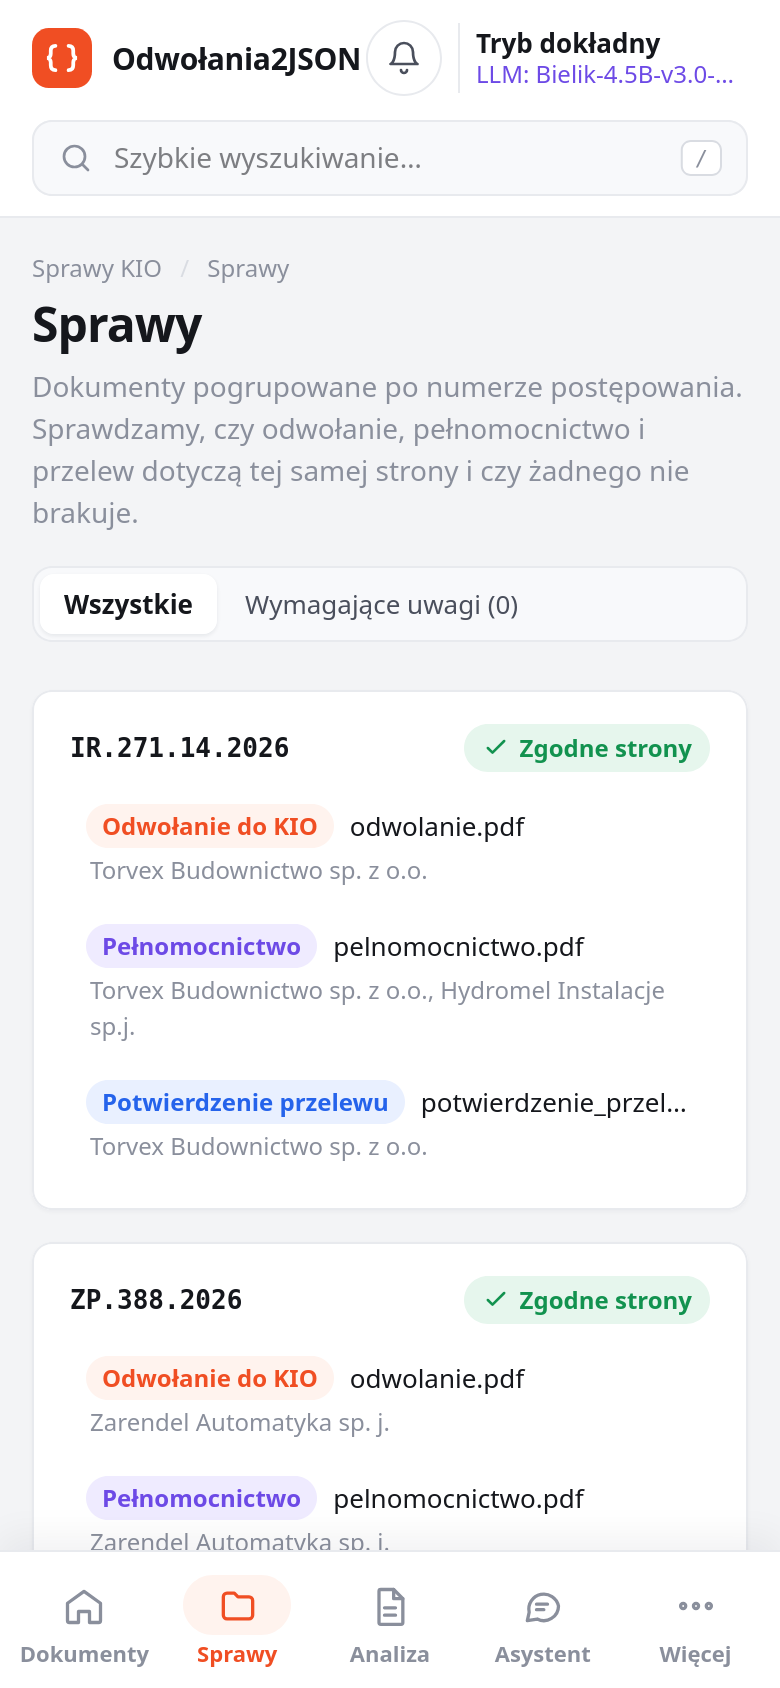 Odwołania2JSON
Tryb dokładny
LLM: Bielik-4.5B-v3.0-...
Szybkie wyszukiwanie...
/
Sprawy KIO / Sprawy
Sprawy
Dokumenty pogrupowane po numerze postępowania.
Sprawdzamy, czy odwołanie, pełnomocnictwo i
przelew dotyczą tej samej strony i czy żadnego nie
brakuje.
Wszystkie
Wymagające uwagi (0)
IR.271.14.2026
Zgodne strony
Odwołanie do KIO odwolanie.pdf
Torvex Budownictwo sp. z o.o.
Pełnomocnictwo pelnomocnictwo.pdf
Torvex Budownictwo sp. z o.o., Hydromel Instalacje
sp.j.
Potwierdzenie przelewu potwierdzenie_przel...
Torvex Budownictwo sp. z o.o.
ZP.388.2026
Zgodne strony
Odwołanie do KIO odwolanie.pdf
Zarendel Automatyka sp. j.
Pełnomocnictwo pelnomocnictwo.pdf
Zarendel Automatyka sp. j.
Dokumenty
Sprawy
Analiza
Asystent
Więcej